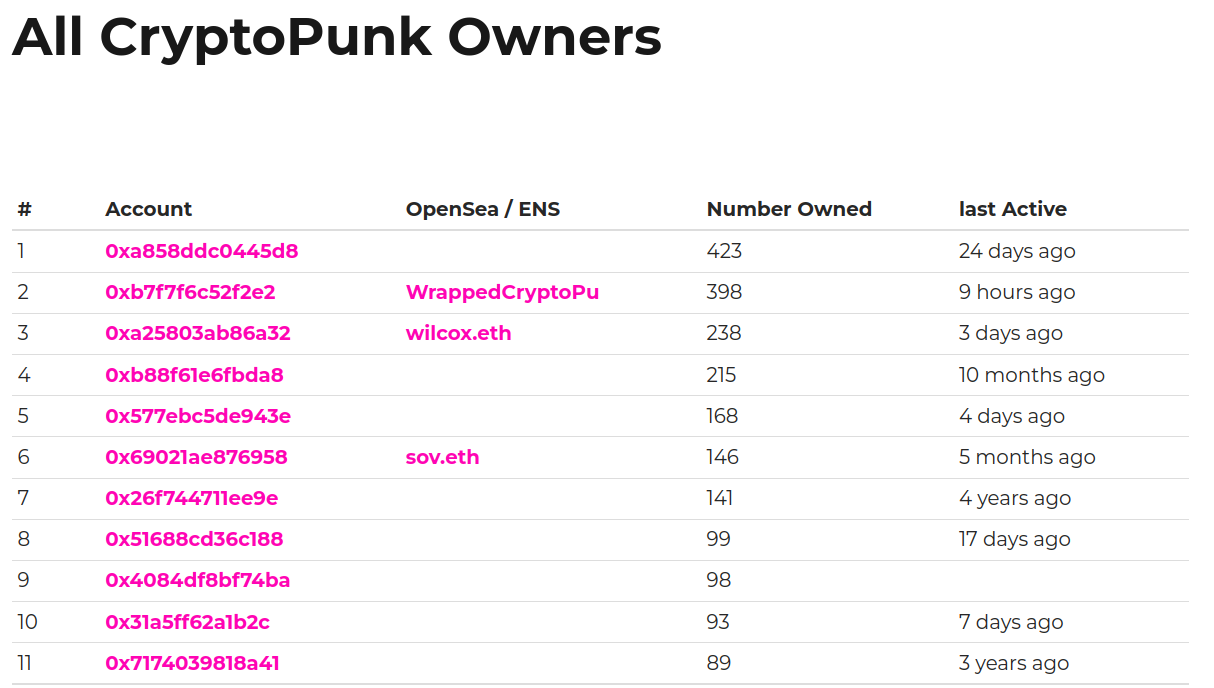 All CryptoPunk Owners
# Account OpenSea / ENS Number Owned last Active
1 0xa858ddc0445d8 423 24 days ago
2 0xb7f7f6c52f2e2 WrappedCryptoPu 398 9 hours ago
3 0xa25803ab86a32 wilcox.eth 238 3 days ago
4 0xb88f61e6fbda8 215 10 months ago
5 0x577ebc5de943e 168 4 days ago
6 0x69021ae876958 sov.eth 146 5 months ago
7 0x26f744711ee9e 141 4 years ago
8 0x51688cd36c188 99 17 days ago
9 0x4084df8bf74ba 98
10 0x31a5ff62a1b2c 93 7 days ago
11 0x7174039818a41 89 3 years ago